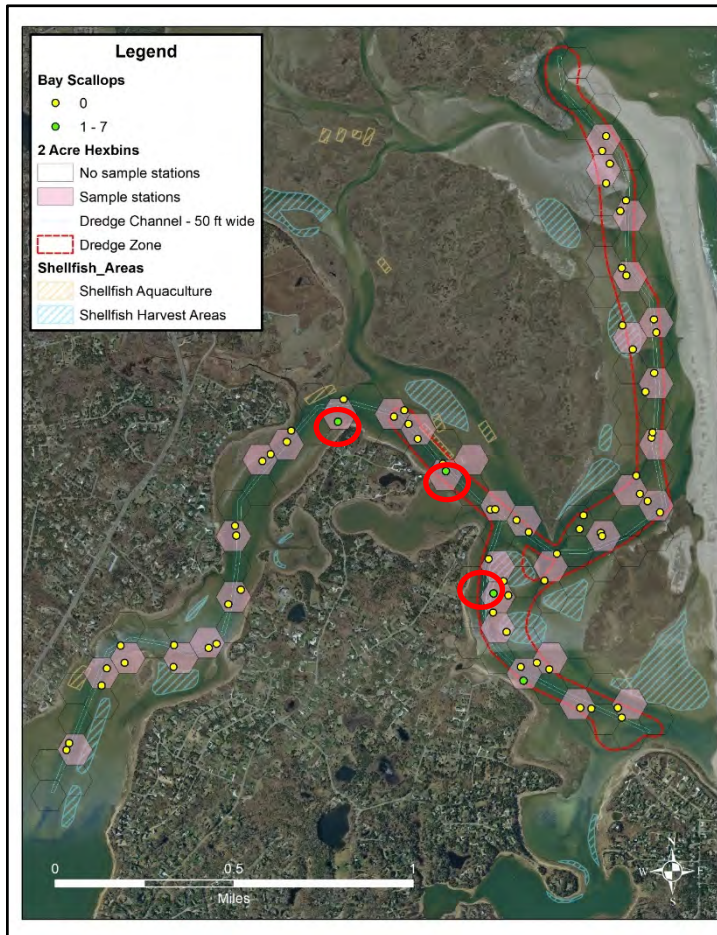 Legend
Bay Scallops
0
1 - 7
2 Acre Hexbins
No sample stations
Sample stations
Dredge Channel - 50 ft wide
Dredge Zone
Shellfish_Areas
Shellfish Aquaculture
Shellfish Harvest Areas
0 0.5 1
Miles
N
W E
S